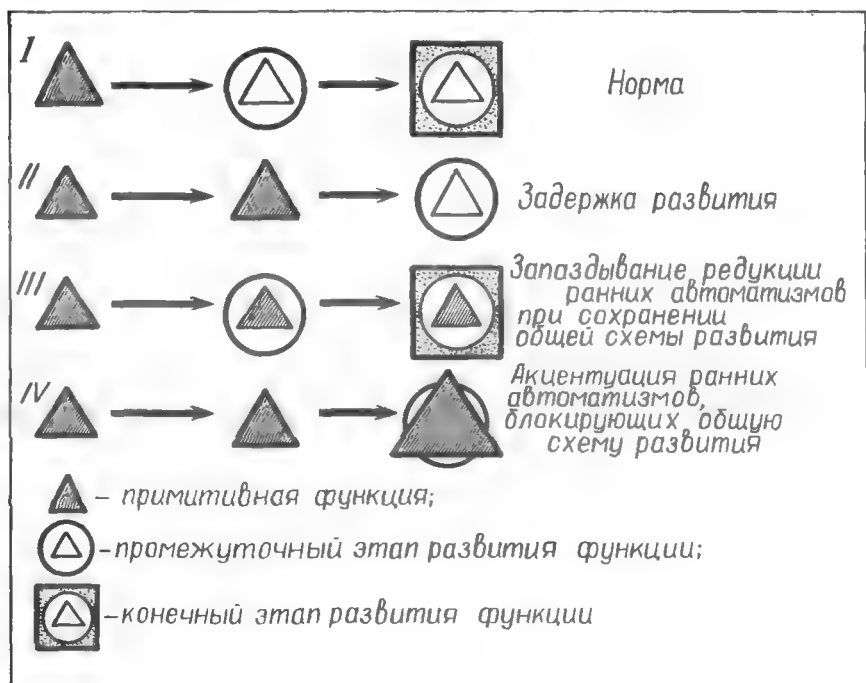 I
Норма
II
Задержка развития
III
Запаздывание редукции
ранних автоматизмов
при сохранении
общей схемы развития
IV
Акцентуация ранних
автоматизмов,
блокирующих общую
схему развития
– примитивная функция;
–промежуточный этап развития функции;
–конечный этап развития функции